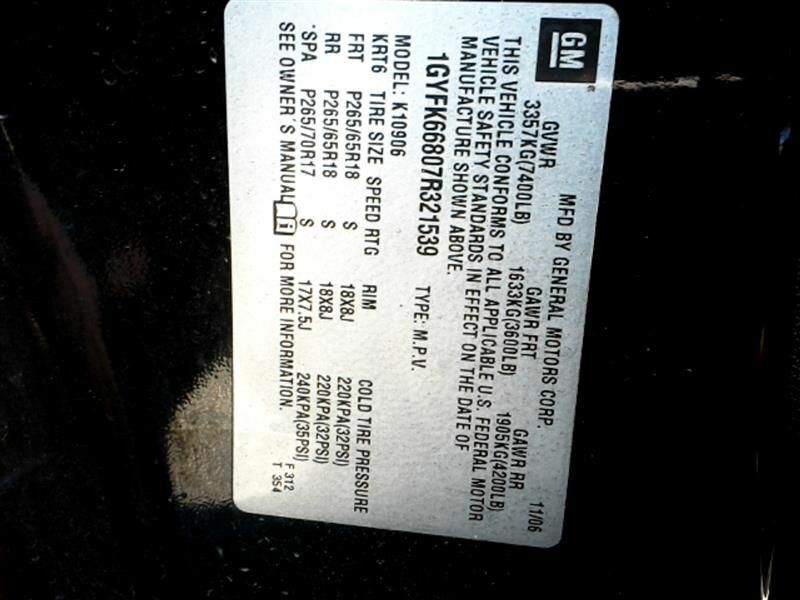 GM
MFD BY GENERAL MOTORS CORP. 11/06
GVWR GAWR FRT GAWR RR
3357KG(7400LB) 1633KG(3600LB) 1905KG(4200LB)
THIS VEHICLE CONFORMS TO ALL APPLICABLE U.S. FEDERAL MOTOR
VEHICLE SAFETY STANDARDS IN EFFECT ON THE DATE OF
MANUFACTURE SHOWN ABOVE.
1GYFK66807R321539 TYPE: M.P.V.
MODEL: K10906
KRT6 TIRE SIZE SPEED RTG RIM COLD TIRE PRESSURE
FRT P265/65R18 S 18X8J 220KPA(32PSI)
RR P265/65R18 S 18X8J 220KPA(32PSI)
SPA P265/70R17 S 17X7.5J 240KPA(35PSI)
SEE OWNER'S MANUAL i FOR MORE INFORMATION.
F 312
T 354